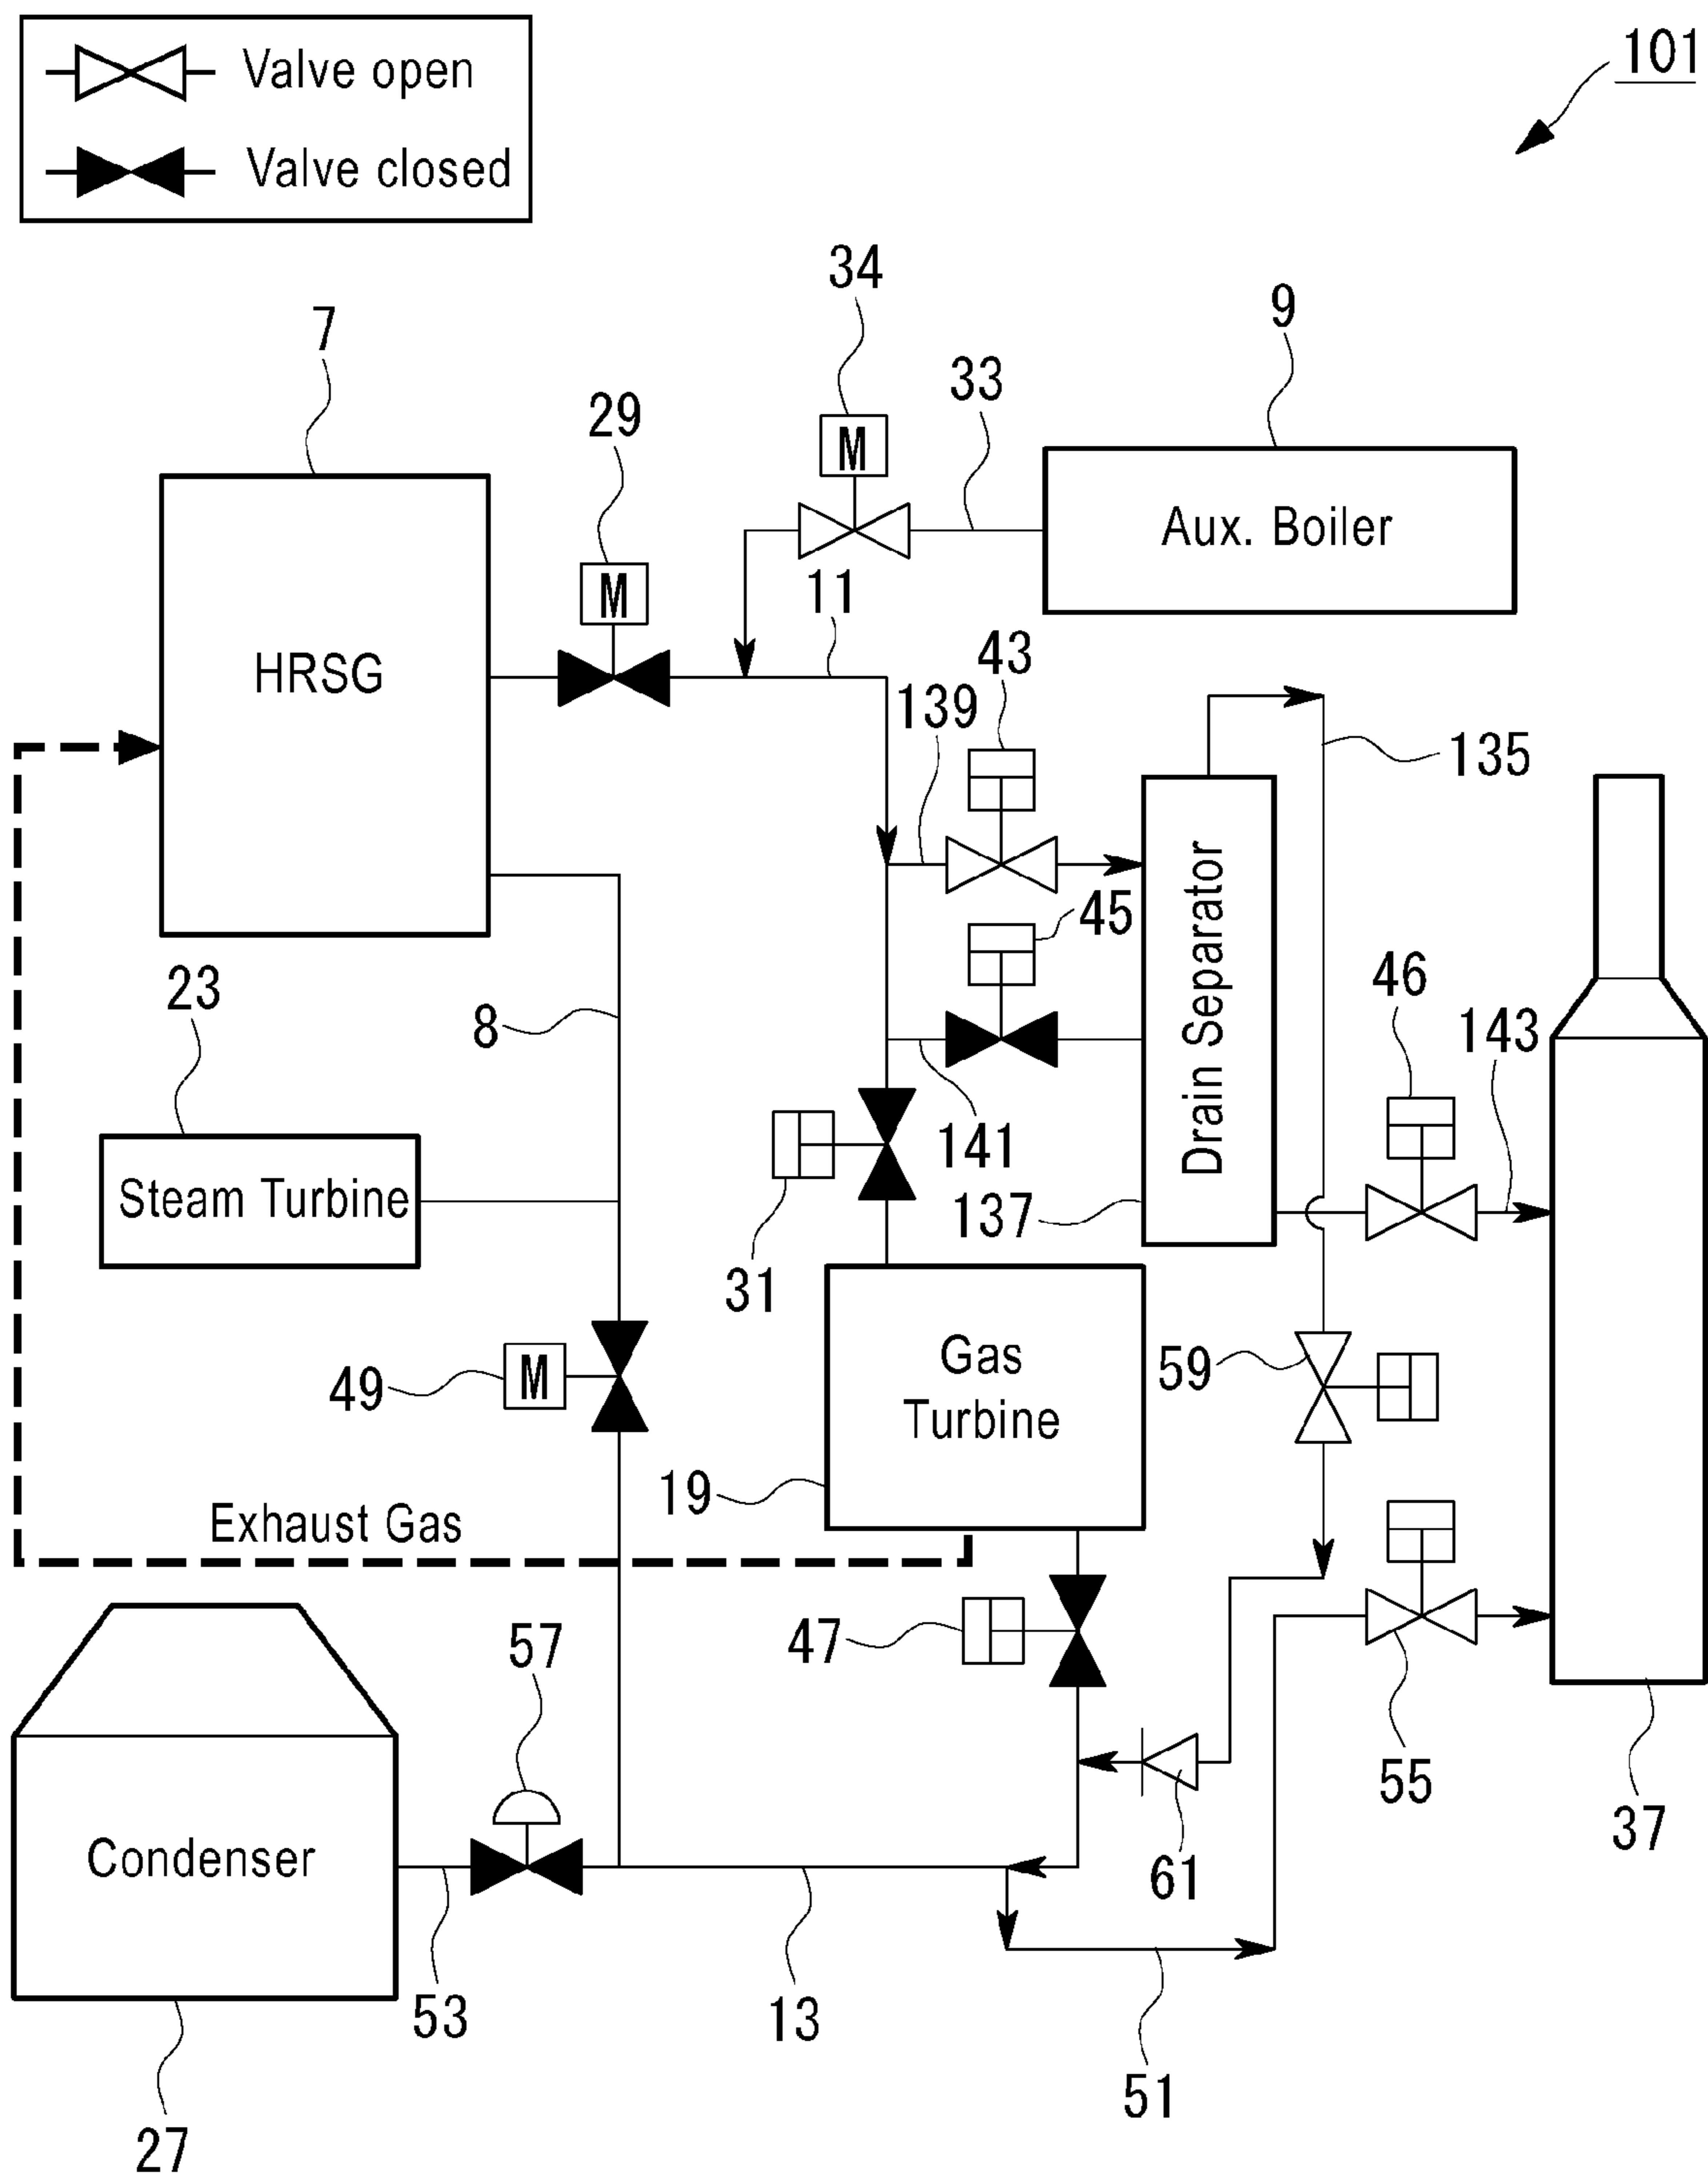 Valve open
101
Valve closed
34
9
7
33
29
M
Aux. Boiler
M
11
43
HRSG
139
135
45
46
23
8
143
Drain Separator
141
Steam Turbine
137
31
Gas
Turbine
59
49
M
19
Exhaust Gas
57
47
55
37
Condenser
61
53
13
51
27